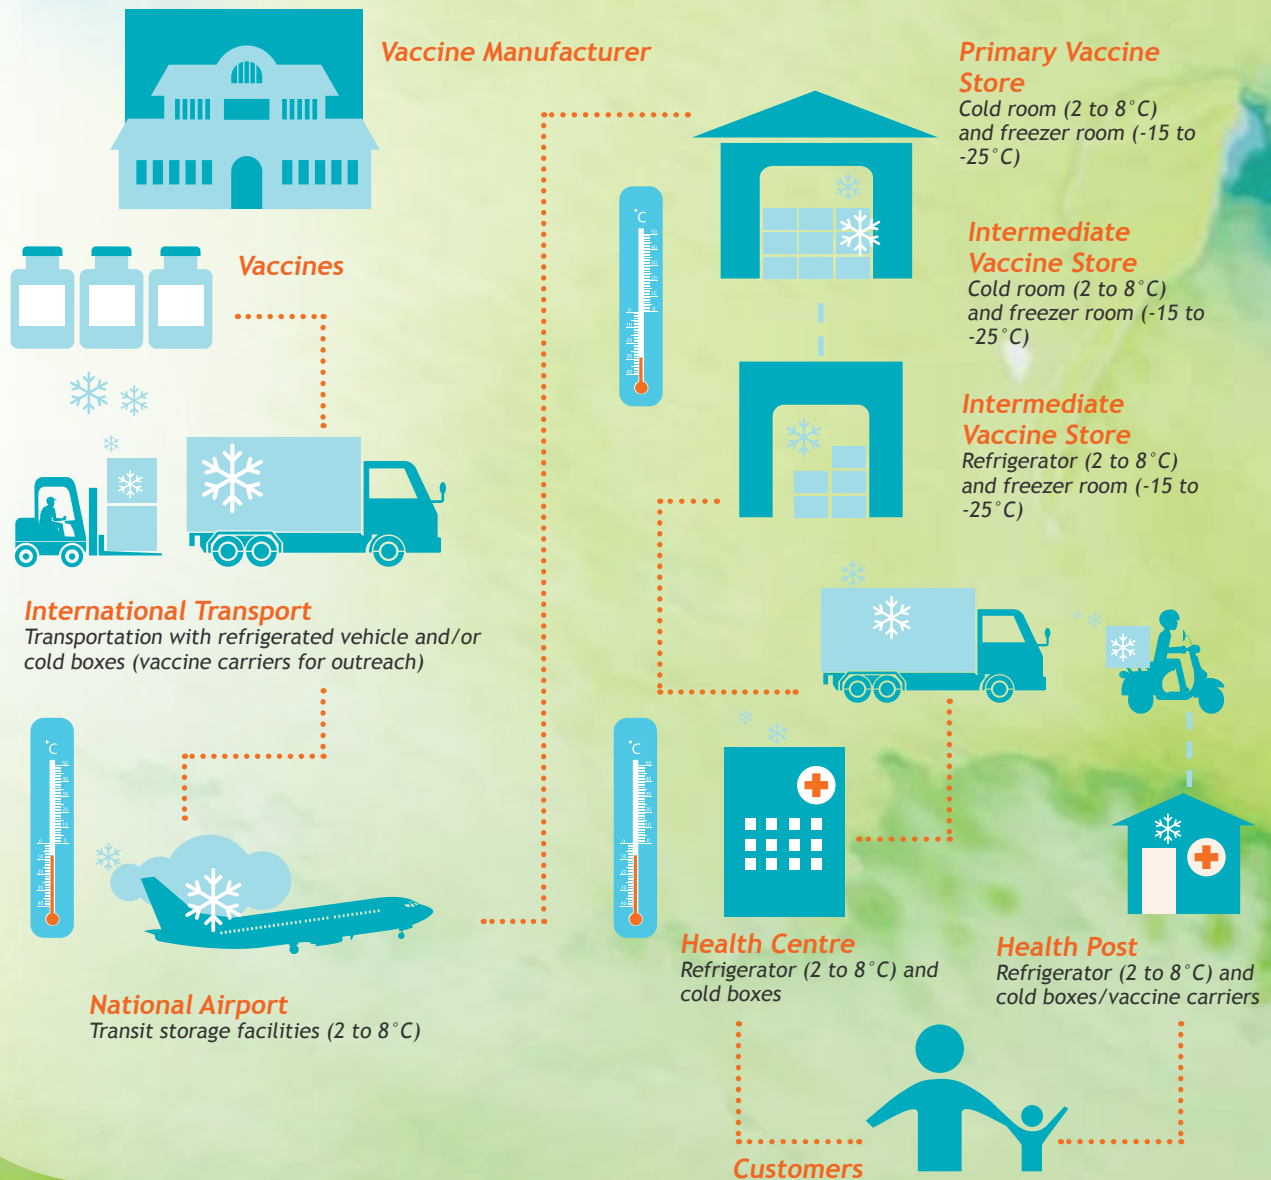 Vaccine Manufacturer
Vaccines
International Transport
Transportation with refrigerated vehicle and/or
cold boxes (vaccine carriers for outreach)
°C
National Airport
Transit storage facilities (2 to 8°C)
Primary Vaccine
Store
Cold room (2 to 8°C)
and freezer room (-15 to
-25°C)
°C
Intermediate
Vaccine Store
Cold room (2 to 8°C)
and freezer room (-15 to
-25°C)
Intermediate
Vaccine Store
Refrigerator (2 to 8°C)
and freezer room (-15 to
-25°C)
°C
Health Centre
Refrigerator (2 to 8°C) and
cold boxes
Health Post
Refrigerator (2 to 8°C) and
cold boxes/vaccine carriers
Customers